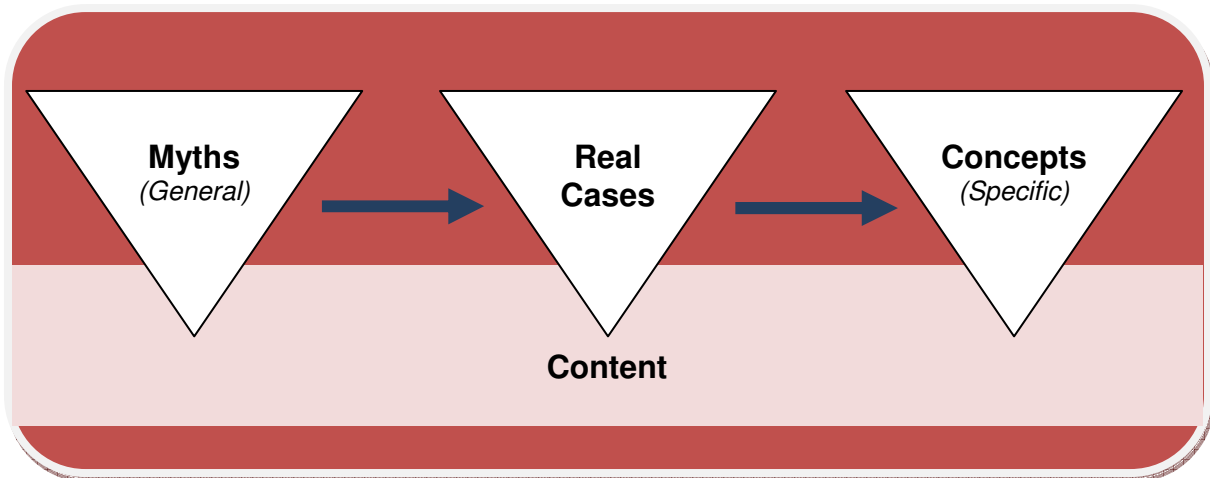 Myths
(General)
Real
Cases
Concepts
(Specific)
Content